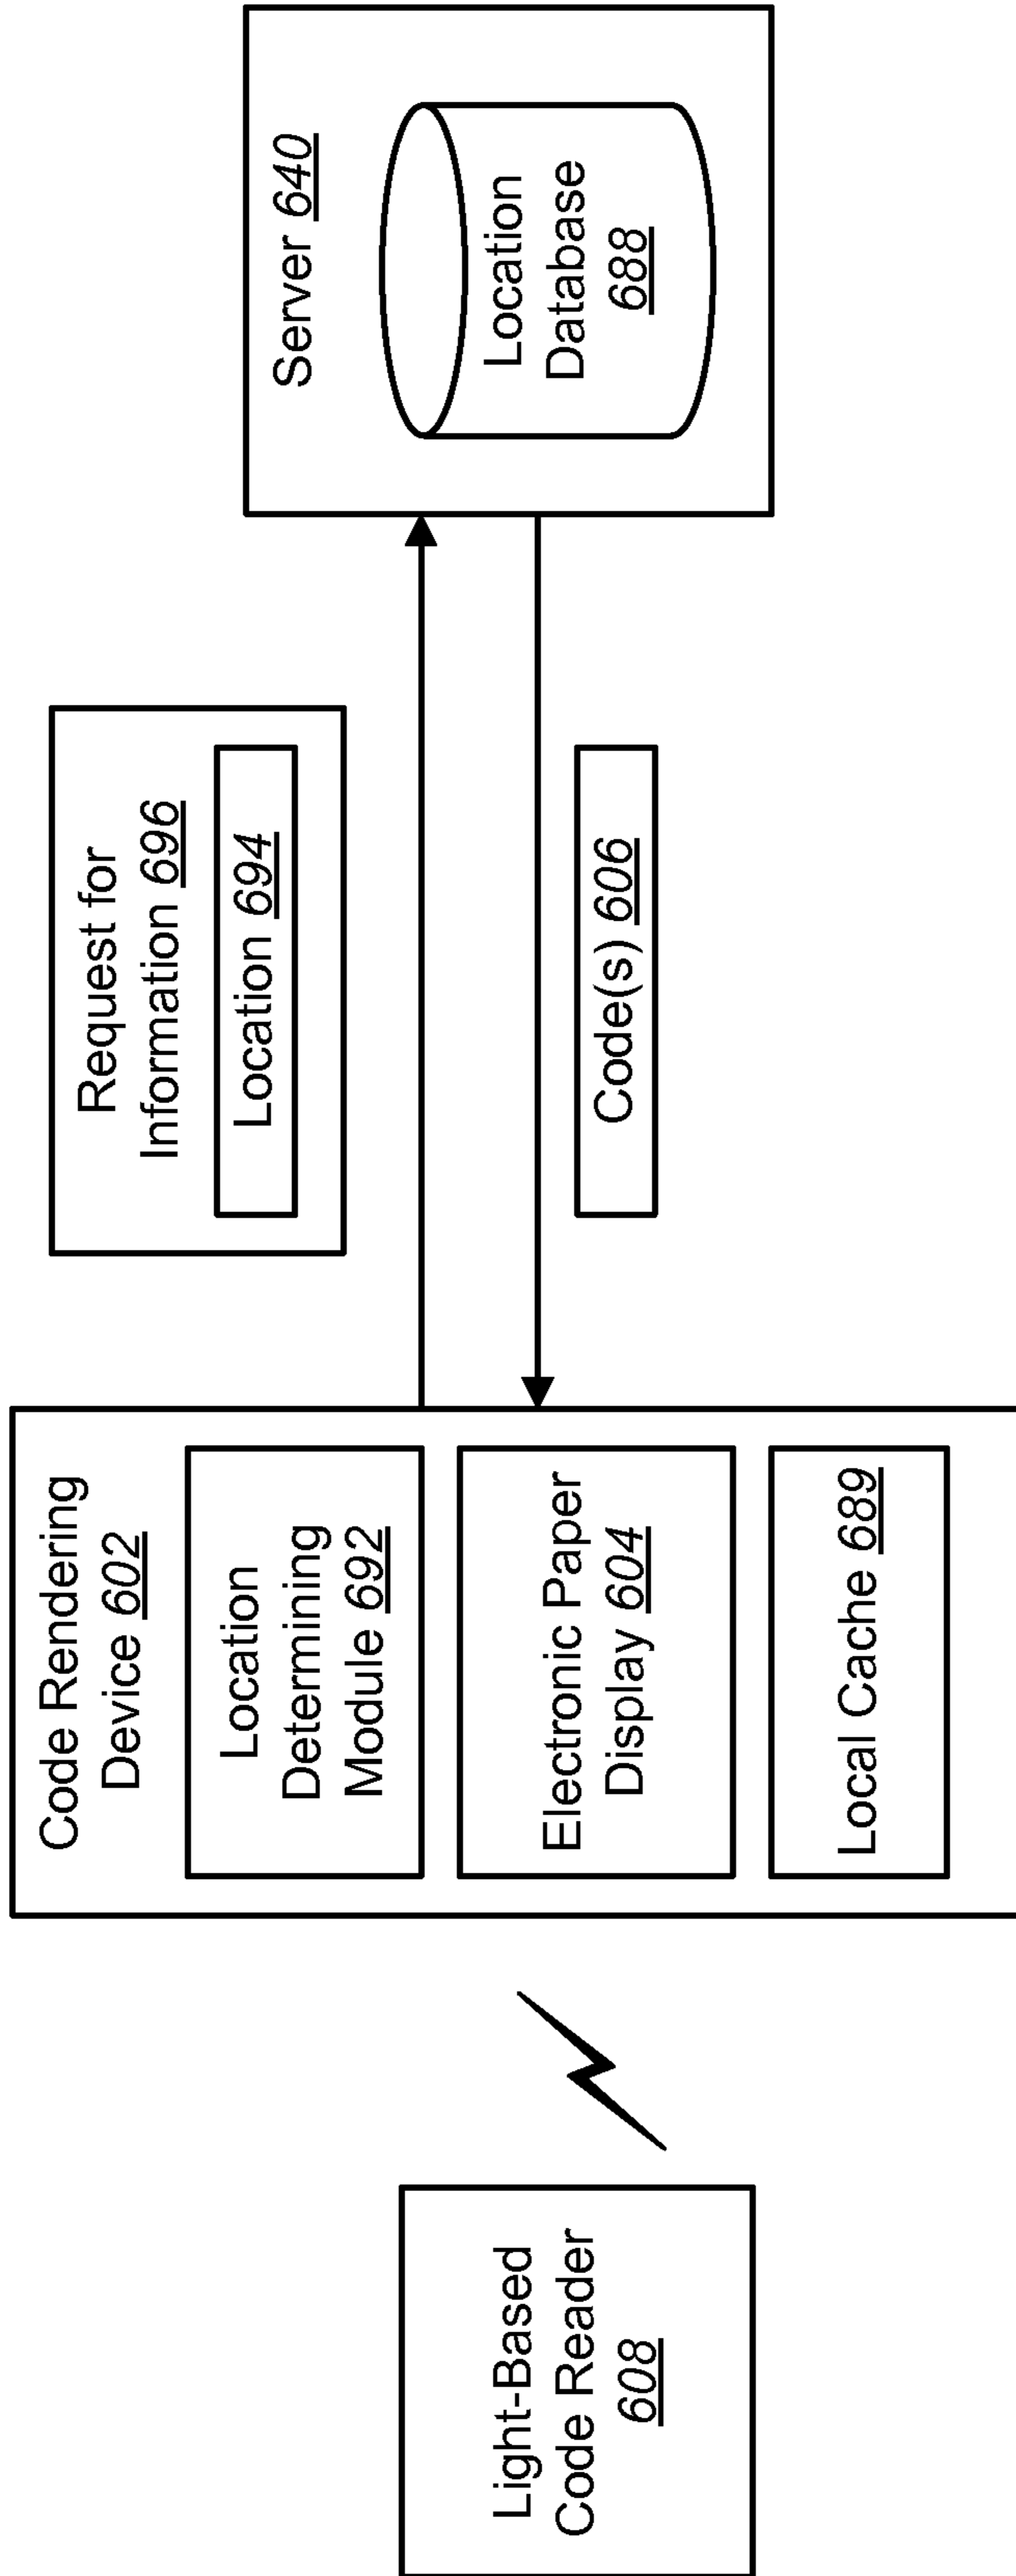 Light-Based
Code Reader
608
Code Rendering
Device 602
Location
Determining
Module 692
Electronic Paper
Display 604
Local Cache 689
Request for
Information 696
Location 694
Code(s) 606
Server 640
Location
Database
688